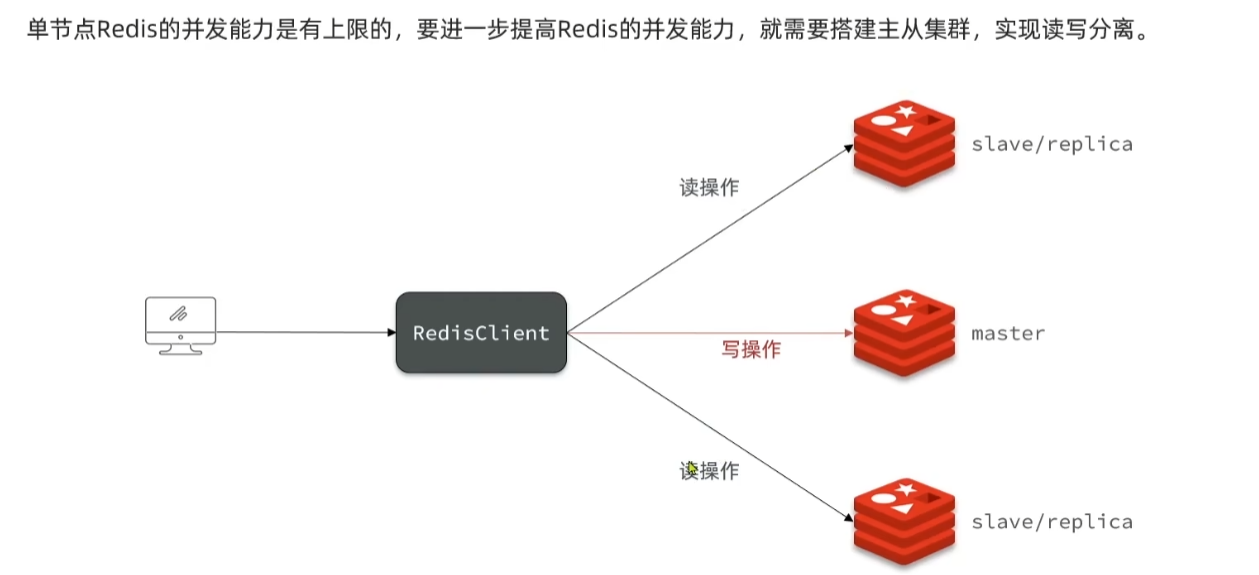 单节点Redis的并发能力是有上限的，要进一步提高Redis的并发能力，就需要搭建主从集群，实现读写分离。
slave/replica
读操作
RedisClient
master
写操作
读操作
slave/replica